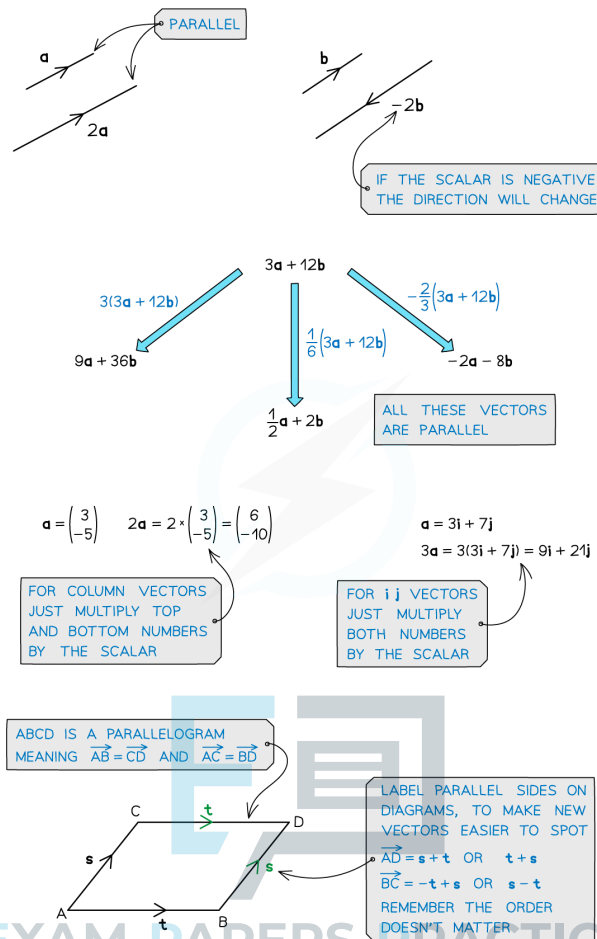 PARALLEL
a
2a
b
−2b
IF THE SCALAR IS NEGATIVE
THE DIRECTION WILL CHANGE
3a + 12b
3(3a + 12b)
1/6(3a + 12b)
−2/3(3a + 12b)
9a + 36b
1/2a + 2b
−2a − 8b
ALL THESE VECTORS
ARE PARALLEL
a = (3 −5) 2a = 2 × (3 −5) = (6 −10)
FOR COLUMN VECTORS
JUST MULTIPLY TOP
AND BOTTOM NUMBERS
BY THE SCALAR
a = 3i + 7j
3a = 3(3i + 7j) = 9i + 21j
FOR i j VECTORS
JUST MULTIPLY
BOTH NUMBERS
BY THE SCALAR
ABCD IS A PARALLELOGRAM
MEANING AB = CD AND AC = BD
C
t
D
s
s
A
t
B
LABEL PARALLEL SIDES ON
DIAGRAMS, TO MAKE NEW
VECTORS EASIER TO SPOT
AD = s + t OR t + s
BC = −t + s OR s − t
REMEMBER THE ORDER
DOESN'T MATTER
EXAM PAPERS PRACTIC